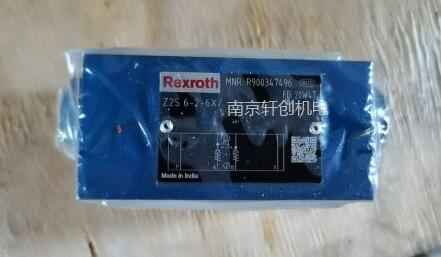 Rexroth
MNR: R900347496
FD 20W47
Z2S 6-2-6X/
南京轩创机电
P A B T
Made in India